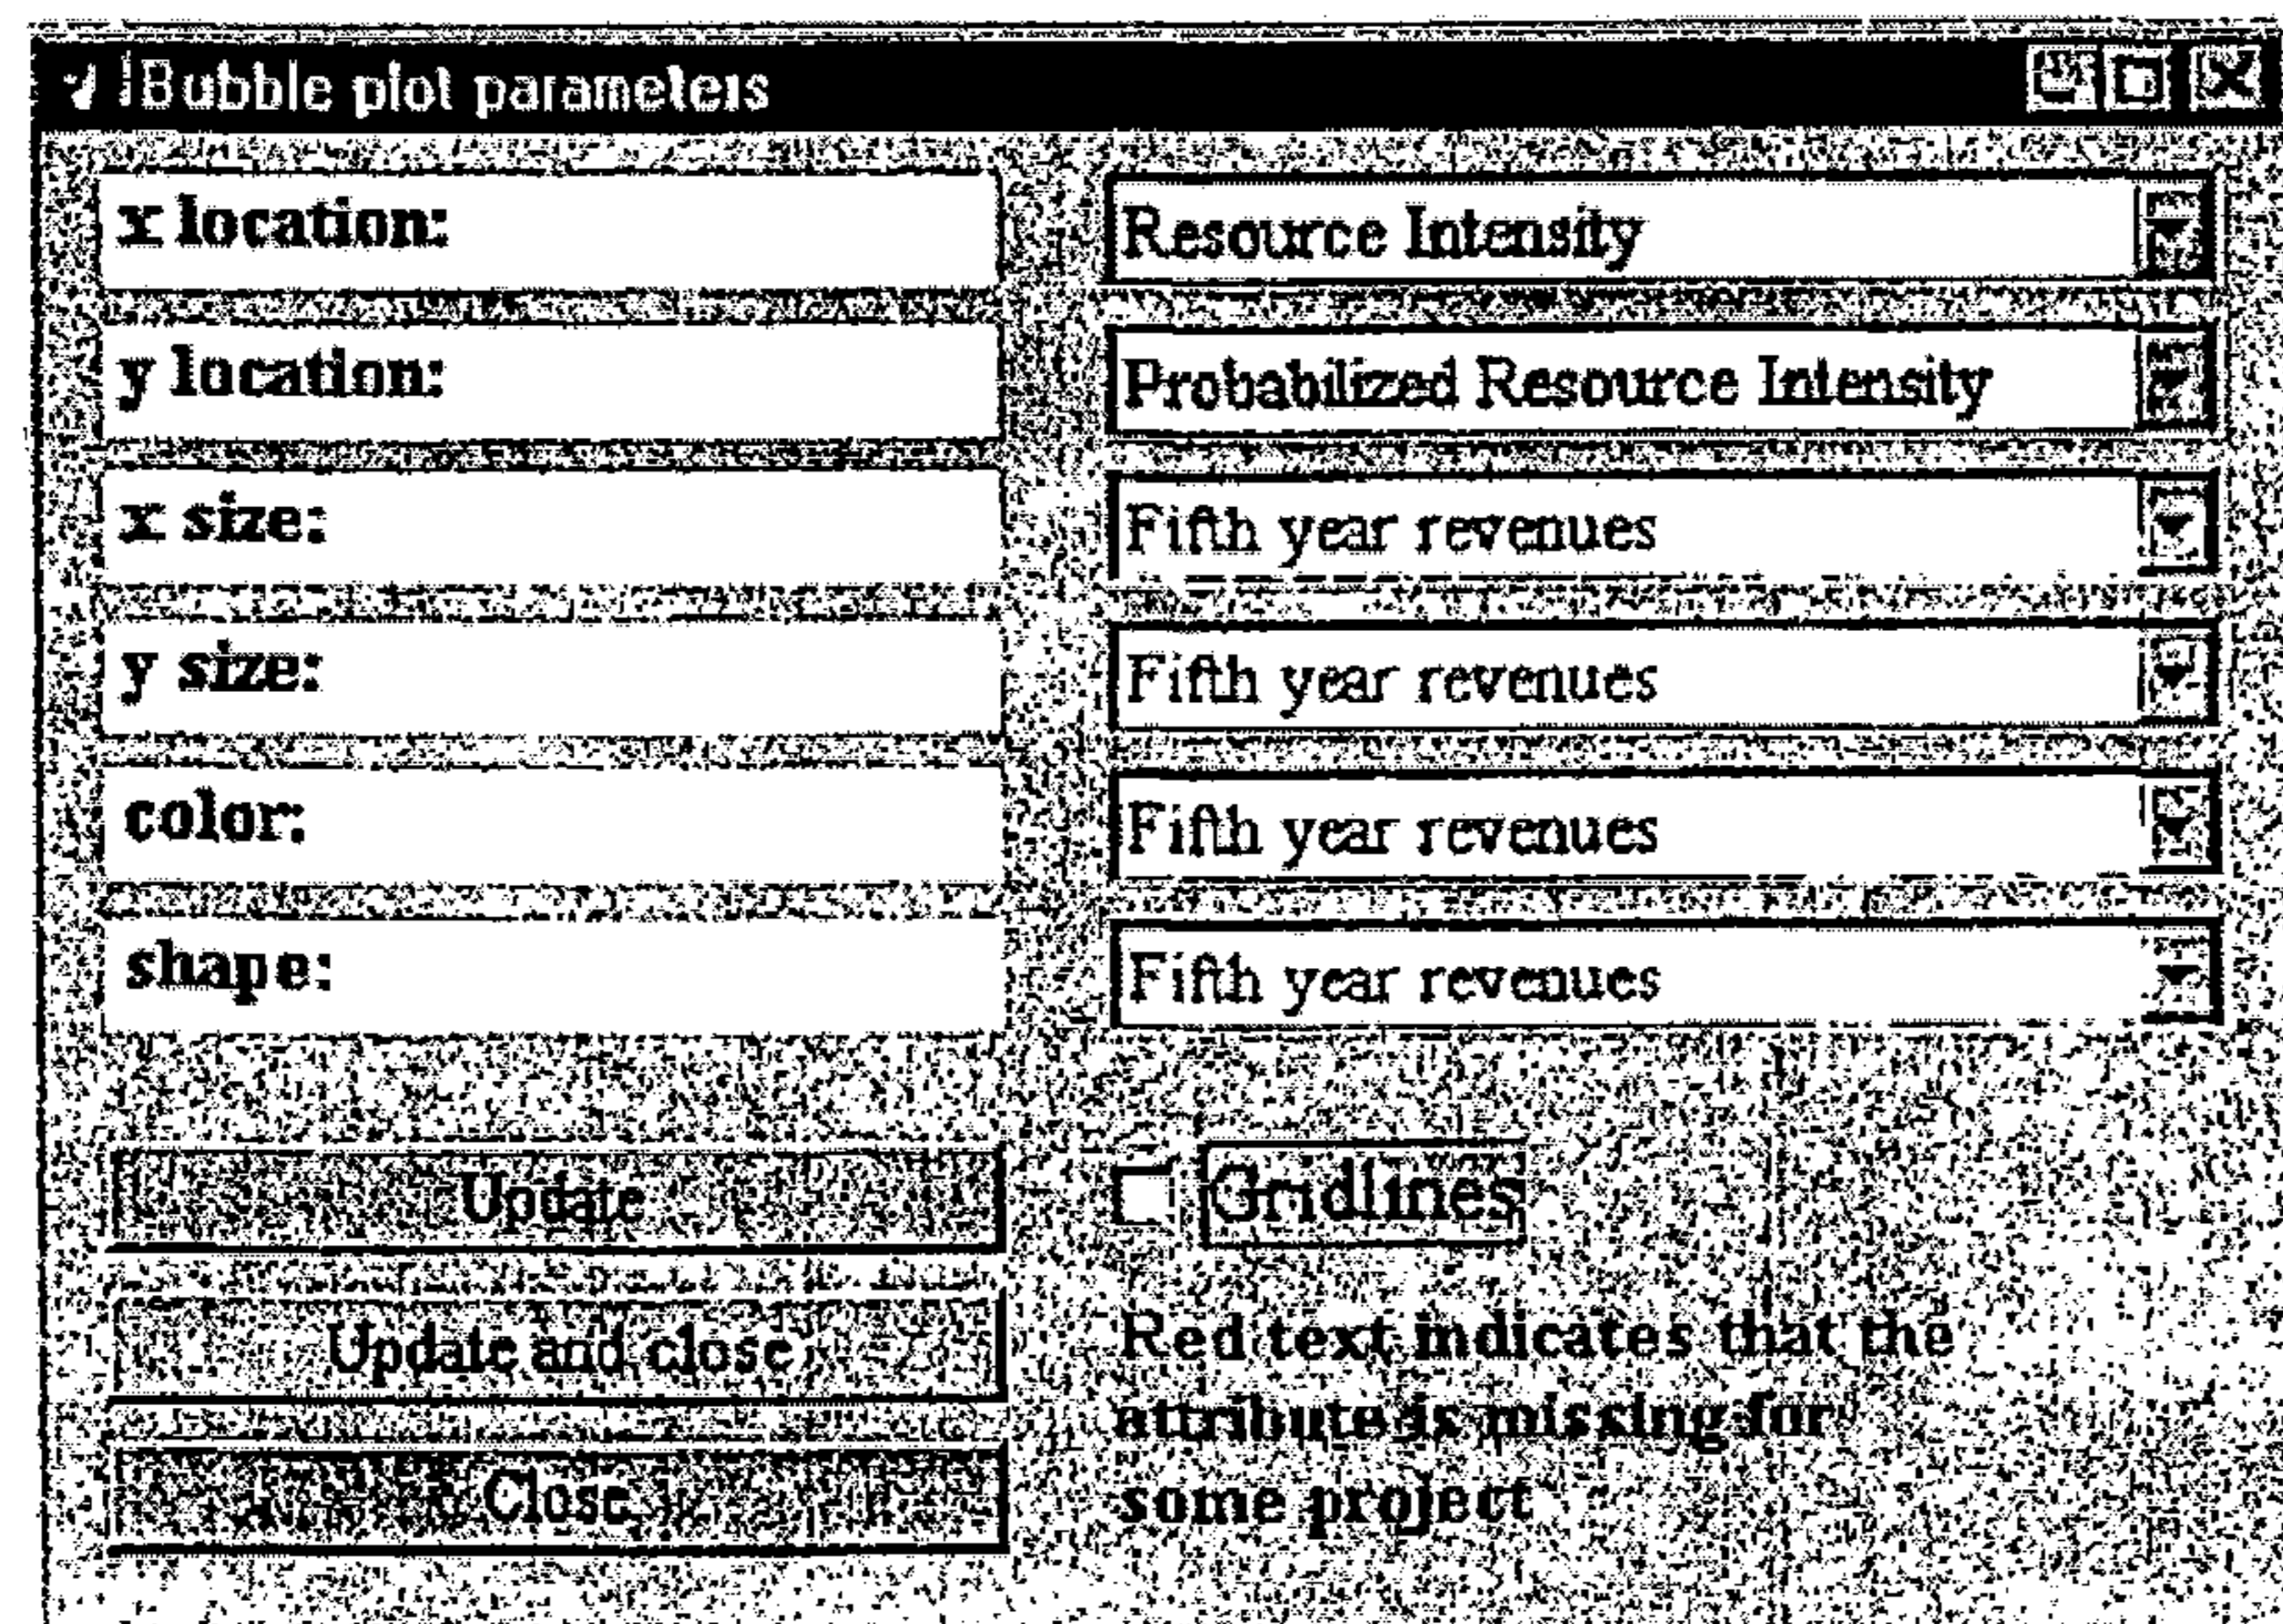 Bubble plot parameters
x location: Resource Intensity
y location: Probabilized Resource Intensity
x size: Fifth year revenues
y size: Fifth year revenues
color: Fifth year revenues
shape: Fifth year revenues
Update Gridlines
Update and close
Close
Red text indicates that the
attribute is missing for
some project